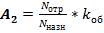 A₂ = Nотр / Nназн * kоб